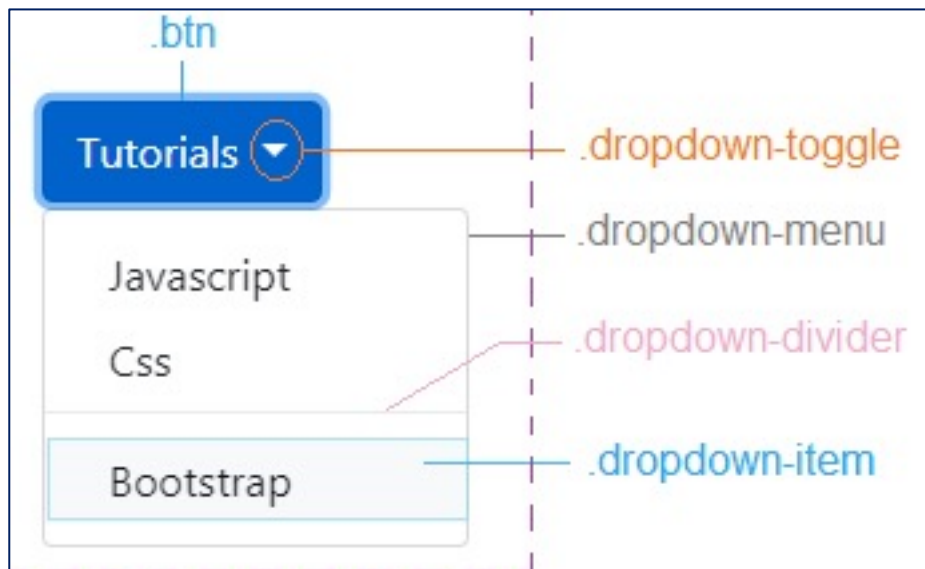 .btn
Tutorials
.dropdown-toggle
.dropdown-menu
Javascript
.dropdown-divider
Css
.dropdown-item
Bootstrap